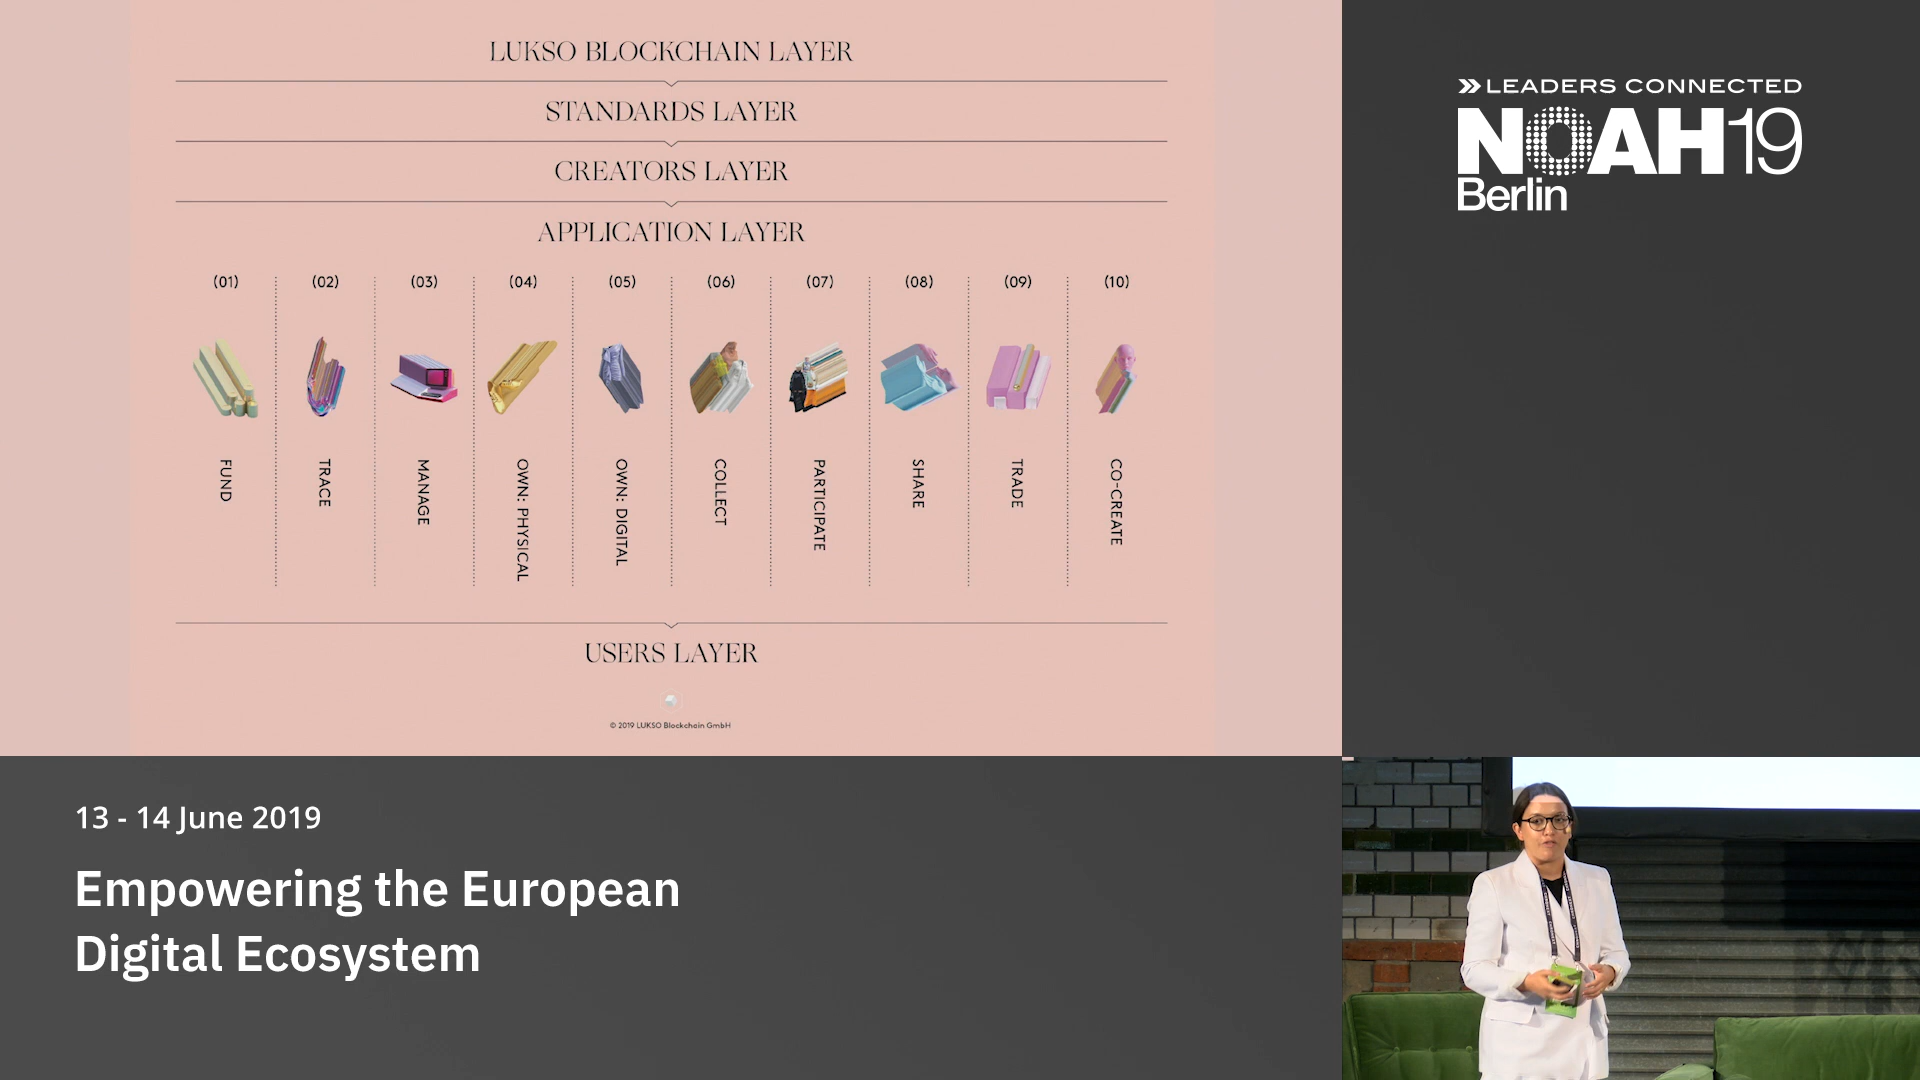 LUKSO BLOCKCHAIN LAYER
STANDARDS LAYER
CREATORS LAYER
APPLICATION LAYER
(01)
(02)
(03)
(04)
(05)
(06)
(07)
(08)
(09)
(10)
FUND
TRACE
MANAGE
OWN: PHYSICAL
OWN: DIGITAL
COLLECT
PARTICIPATE
SHARE
TRADE
CO-CREATE
USERS LAYER
© 2019 LUKSO Blockchain GmbH
LEADERS CONNECTED
NOAH19
Berlin
13 - 14 June 2019
Empowering the European
Digital Ecosystem